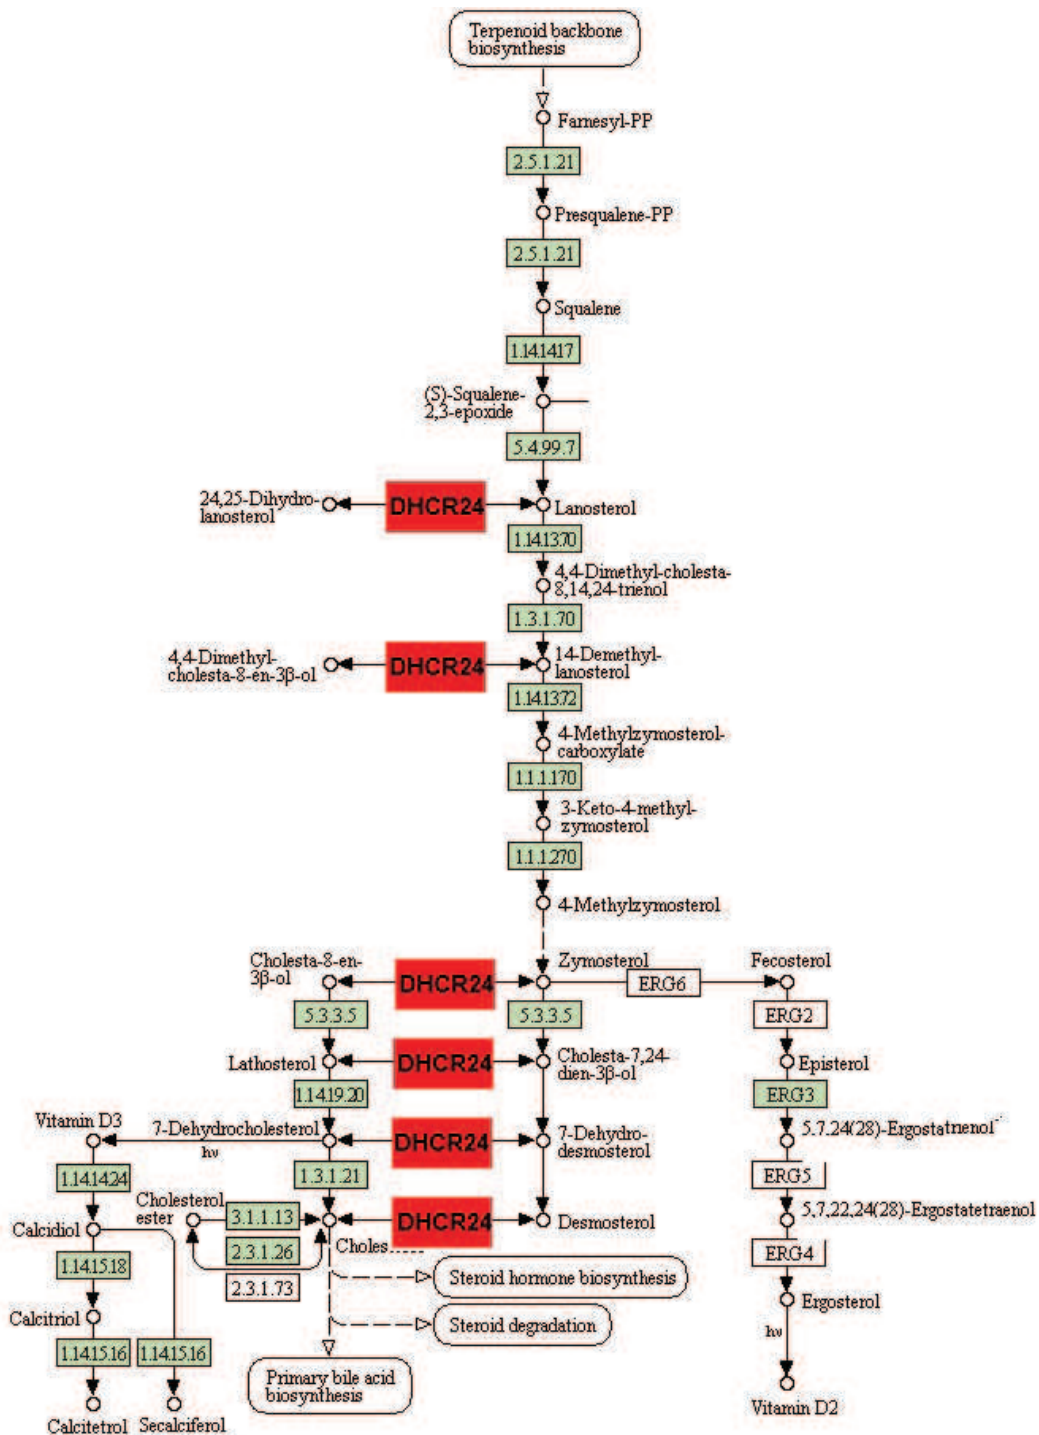 Terpenoid backbone
biosynthesis
Farnesyl-PP
2.5.1.21
Presqualene-PP
2.5.1.21
Squalene
1.14.1417
(S)-Squalene-
2,3-epoxide
5.4.99.7
24,25-Dihydro-
lanosterol
DHCR24
Lanosterol
1.14.13.70
4,4-Dimethyl-cholesta-
8,14,24-trienol
1.3.1.70
4,4-Dimethyl-
cholesta-8-en-3β-ol
DHCR24
14-Demethyl-
lanosterol
1.14.13.72
4-Methylzymosterol-
carboxylate
1.1.1.170
3-Keto-4-methyl-
zymosterol
1.1.1.270
4-Methylzymosterol
Cholesta-8-en-
3β-ol
DHCR24
Zymosterol
ERG6
Fecosterol
5.3.3.5
5.3.3.5
ERG2
Lathosterol
DHCR24
Cholesta-7,24-
dien-3β-ol
Episterol
1.14.19.20
ERG3
Vitamin D3
7-Dehydrocholesterol
hν
DHCR24
7-Dehydro-
desmosterol
5,7,24(28)-Ergostatrienol
1.14.14.24
1.3.1.21
ERG5
Cholesterol
ester
3.1.1.13
DHCR24
Desmosterol
5,7,22,24(28)-Ergostatetraenol
Calcidiol
Choles
2.3.1.26
ERG4
1.14.15.18
2.3.1.73
Steroid hormone biosynthesis
Ergosterol
Calcitriol
Steroid degradation
hν
1.14.15.16
1.14.15.16
Primary bile acid
biosynthesis
Calcitetrol
Secalciferol
Vitamin D2